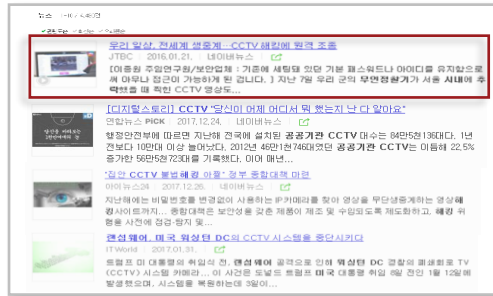 뉴스
우리 일상, 전세계 생중계…CCTV 해킹에 원격 조종
JTBC 2016.01.21. 네이버뉴스
[이종원 주임연구원/보안업체 : 기존에 세팅돼 있던 기본 패스워드나 아이디를 유지함으로
써 아무나 접근이 가능하게 된 겁니다.] 지난 7일 우리 군의 무인정찰기가 서울 시내에 추
락했을 때 찍힌 CCTV 영상도...
[디지털스토리] CCTV "당신이 어제 어디서 뭘 했는지 난 다 알아요"
연합뉴스 PiCK 2017.12.24. 네이버뉴스
행정안전부에 따르면 지난해 전국에 설치된 공공기관 CCTV 대수는 84만5천136대다. 1년
전보다 10만대 이상 늘어났다. 2012년 46만1천746대였던 공공기관 CCTV는 이듬해 22.5%
증가한 56만5천723대를 기록했다. 이어 매년...
'집안 CCTV 불법해킹 아웃' 정부 종합대책 마련
아이뉴스24 2017.12.26. 네이버뉴스
지난해에는 비밀번호를 변경없이 사용하는 IP카메라를 찾아 영상을 무단생중계하는 영상해
킹사이트까지... 종합대책은 보안성을 갖춘 제품이 제조 및 수입되도록 제도화하고, 해킹 위
험을 사전에 점검·탐지 및...
랜섬웨어, 미국 워싱턴 DC의 CCTV 시스템을 중단시키다
ITWorld 2017.01.31.
트럼프 미 대통령의 취임식 전, 랜섬웨어 공격으로 인해 워싱턴 DC 경찰의 폐쇄회로 TV
(CCTV) 시스템 카메라... 이 사건은 도널드 트럼프 미국 대통령 취임 8일 전인 1월 12일에
발생했으며, 시스템을 복원하는데 3일이...